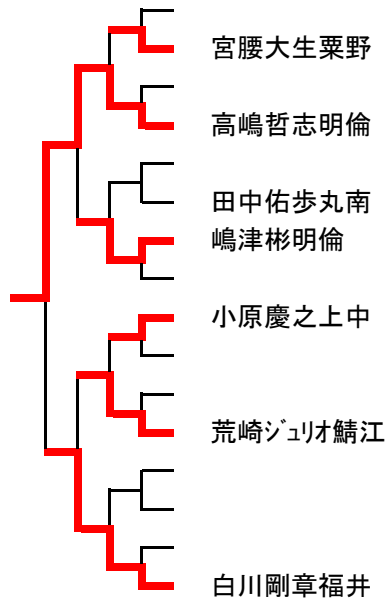 宮腰大生粟野
高嶋哲志明倫
田中佑歩丸南
嶋津彬明倫
小原慶之上中
荒崎ｼﾞｭﾘｵ鯖江
白川剛章福井